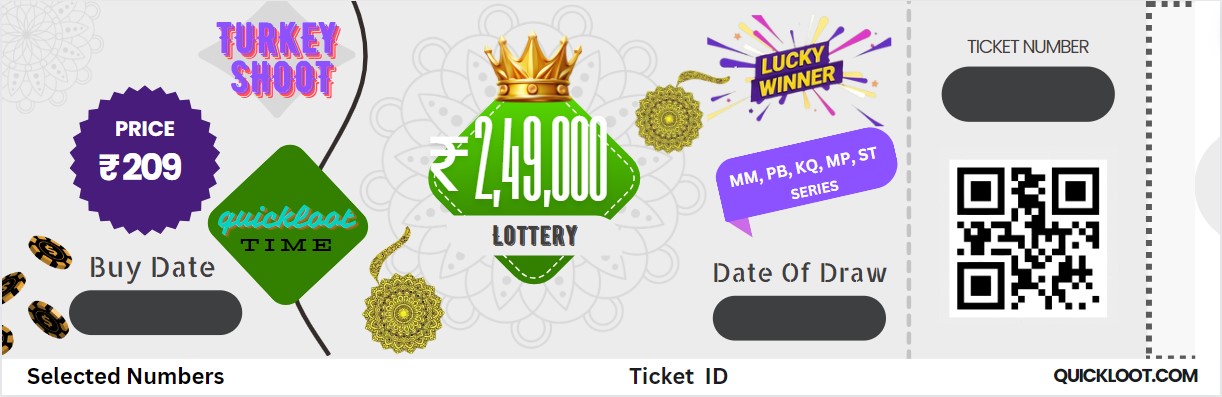 TURKEY
SHOOT
PRICE
₹209
quickloot
TIME
Buy Date
₹2,49,000
LOTTERY
LUCKY
WINNER
MM, PB, KQ, MP, ST
SERIES
Date Of Draw
TICKET NUMBER
Selected Numbers
Ticket ID
QUICKLOOT.COM